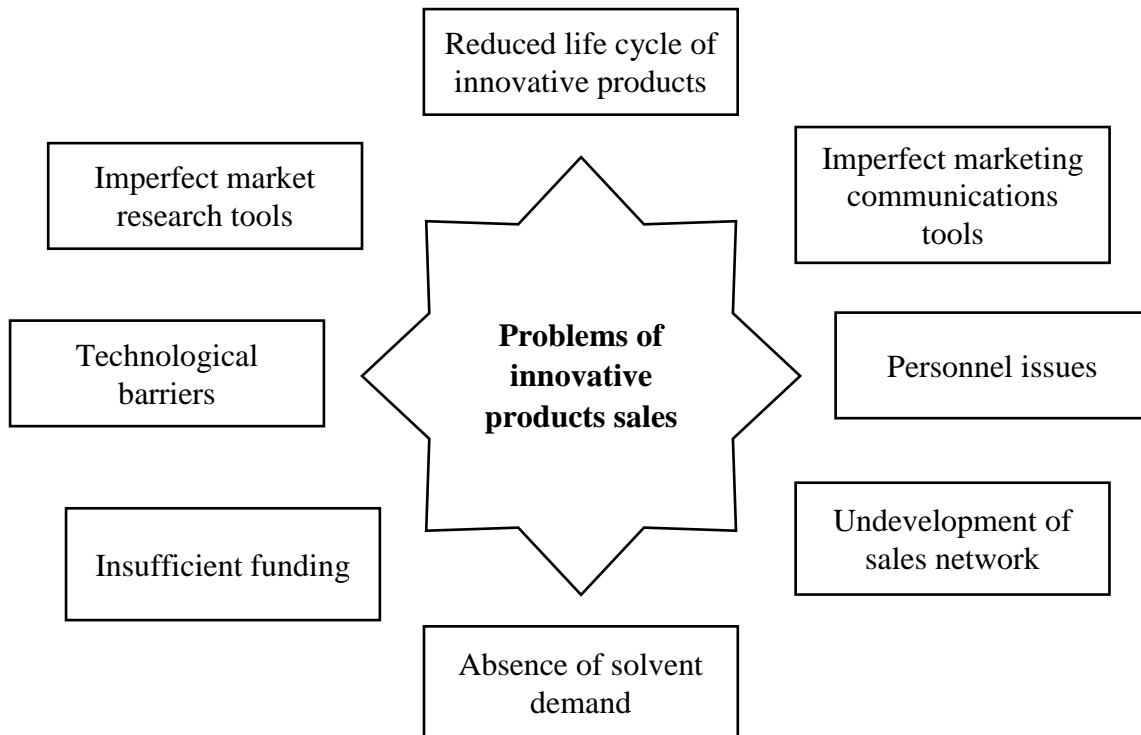 Reduced life cycle of
innovative products
Imperfect market
research tools
Imperfect marketing
communications
tools
Technological
barriers
Problems of
innovative
products sales
Personnel issues
Insufficient funding
Undevelopment of
sales network
Absence of solvent
demand